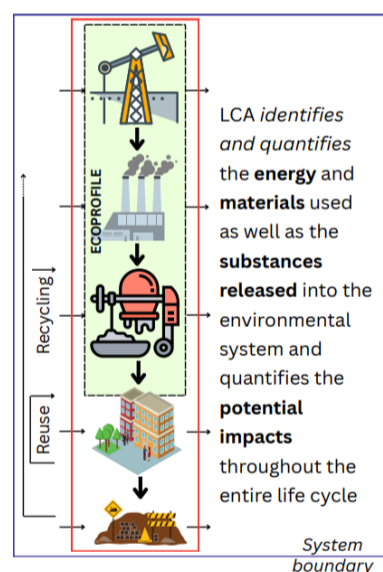 ECOPROFILE
Recycling
Reuse
LCA identifies
and quantifies
the energy and
materials used
as well as the
substances
released into the
environmental
system and
quantifies the
potential
impacts
throughout the
entire life cycle
System
boundary